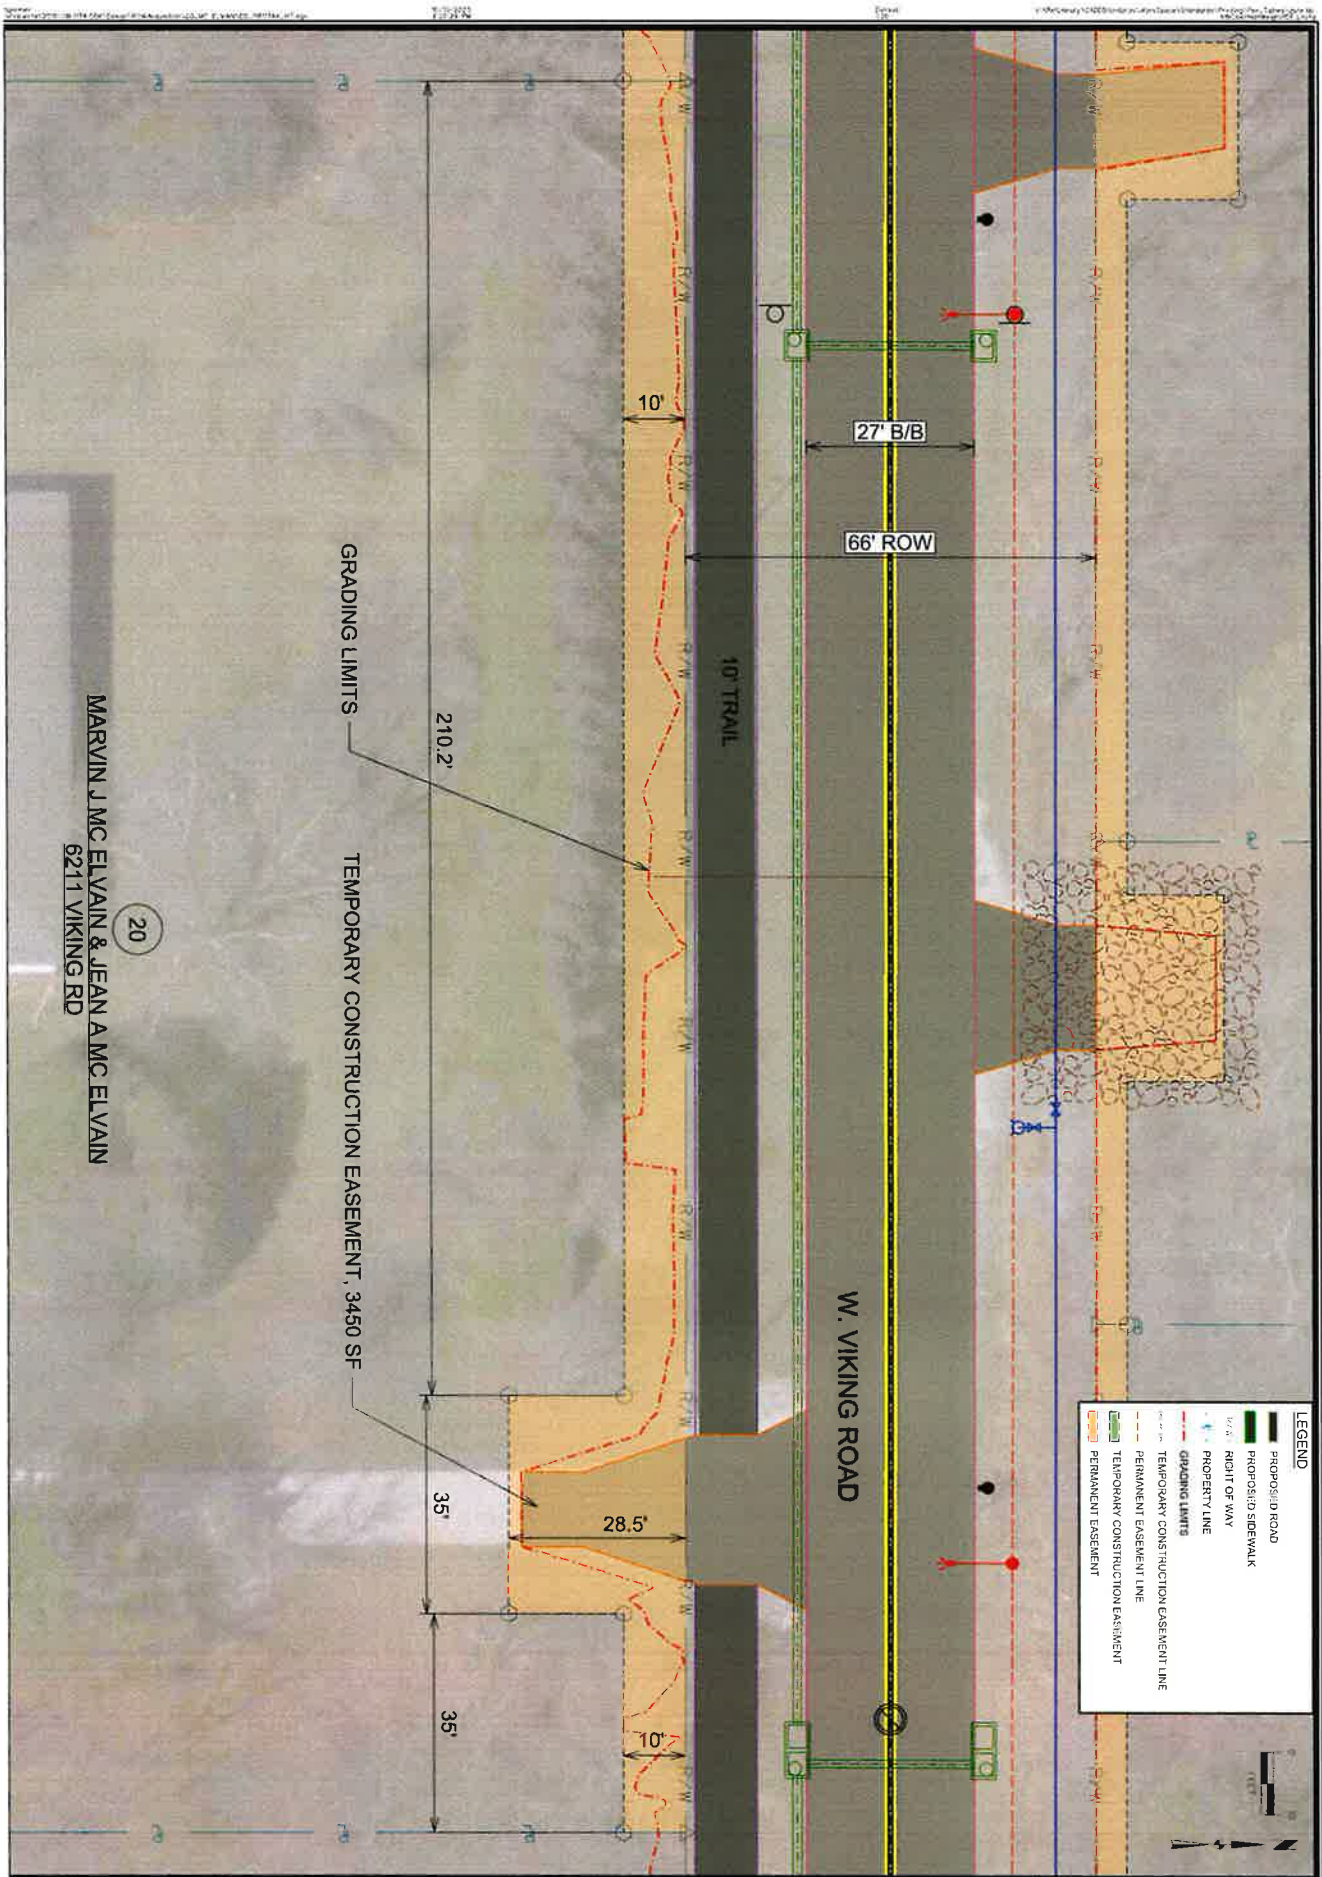 LEGEND
PROPOSED ROAD
PROPOSED SIDEWALK
RIGHT OF WAY
PROPERTY LINE
GRADING LIMITS
TEMPORARY CONSTRUCTION EASEMENT LINE
PERMANENT EASEMENT LINE
TEMPORARY CONSTRUCTION EASEMENT
PERMANENT EASEMENT
FEET
27' B/B
66' ROW
W. VIKING ROAD
10' TRAIL
R/W
R/W
R/W
R/W
R/W
R/W
R/W
R/W
R/W
10'
28.5'
10'
210.2'
35'
35'
GRADING LIMITS
TEMPORARY CONSTRUCTION EASEMENT, 3450 SF
20
MARVIN J MC ELVAIN & JEAN A MC ELVAIN
6211 VIKING RD